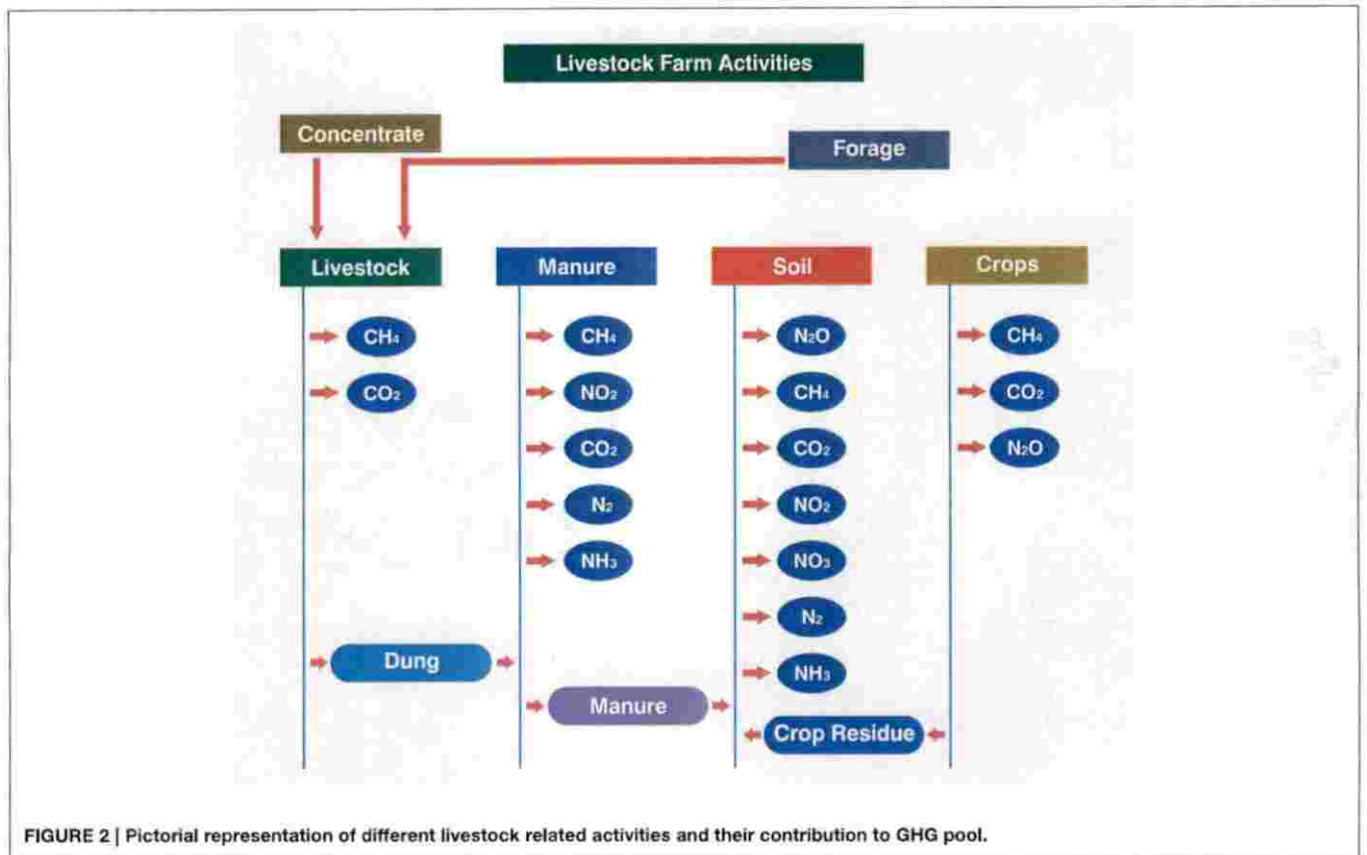 Livestock Farm Activities
Concentrate
Forage
Livestock
Manure
Soil
Crops
CH₄
CH₄
N₂O
CH₄
CO₂
NO₂
CH₄
CO₂
CO₂
CO₂
N₂O
N₂
NO₂
NH₃
NO₃
N₂
Dung
NH₃
Manure
Crop Residue
FIGURE 2 | Pictorial representation of different livestock related activities and their contribution to GHG pool.